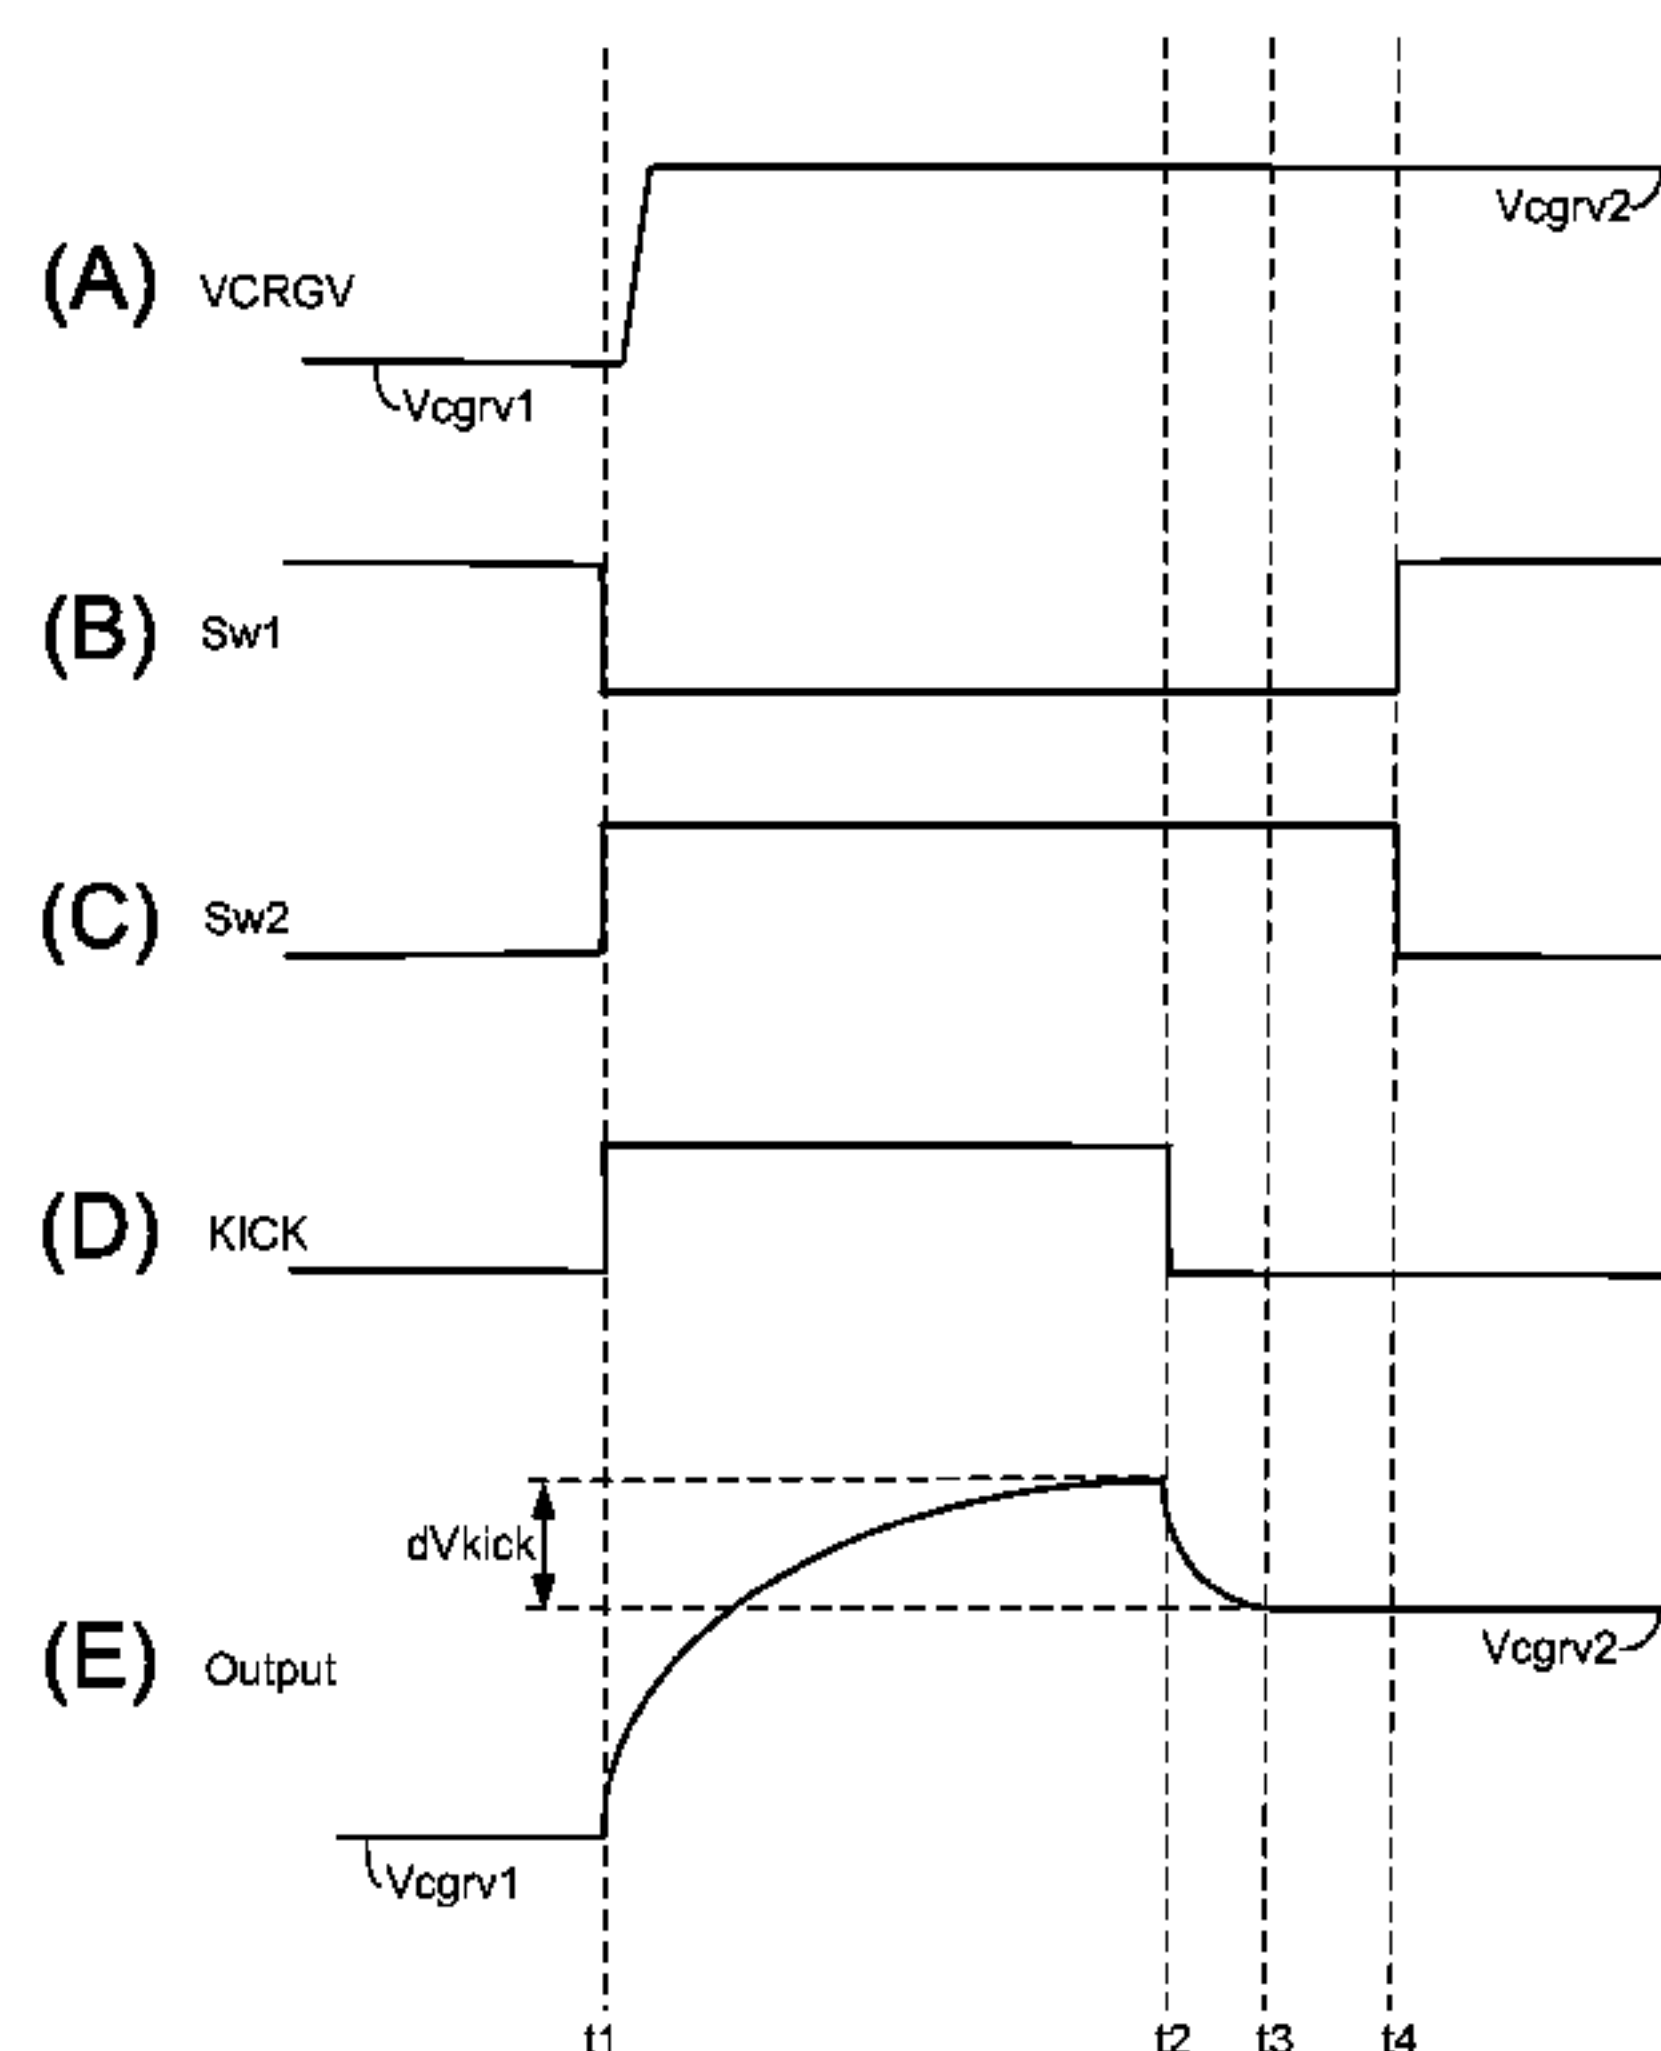 Vcgrv2
(A) VCRGV
Vcgrv1
(B) Sw1
(C) Sw2
(D) KICK
dVkick
(E) Output
Vcgrv2
Vcgrv1
t1 t2 t3 t4